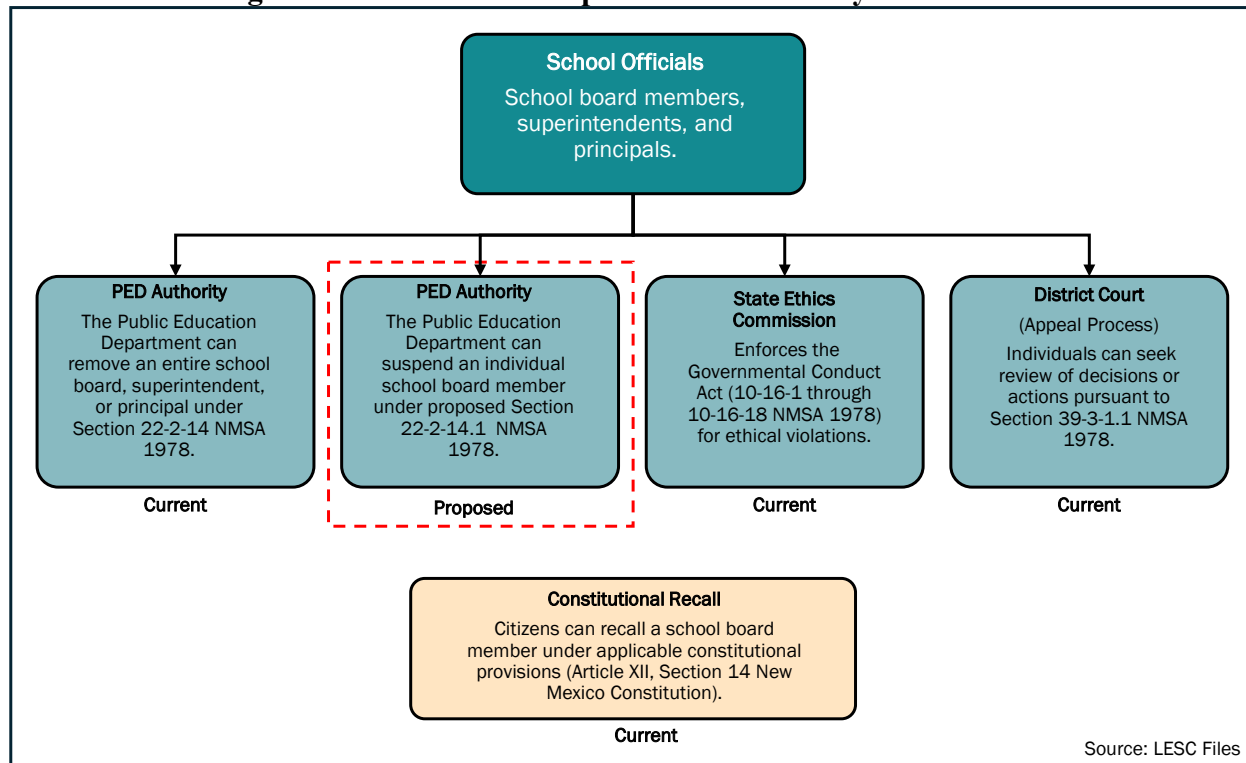 School Officials
School board members,
superintendents, and
principals.
PED Authority
The Public Education
Department can
remove an entire school
board, superintendent,
or principal under
Section 22-2-14 NMSA
1978.
Current
PED Authority
The Public Education
Department can
suspend an individual
school board member
under proposed Section
22-2-14.1 NMSA
1978.
Proposed
State Ethics
Commission
Enforces the
Governmental Conduct
Act (10-16-1 through
10-16-18 NMSA 1978)
for ethical violations.
Current
District Court
(Appeal Process)
Individuals can seek
review of decisions or
actions pursuant to
Section 39-3-1.1 NMSA
1978.
Current
Constitutional Recall
Citizens can recall a school board
member under applicable constitutional
provisions (Article XII, Section 14 New
Mexico Constitution).
Current
Source: LESC Files